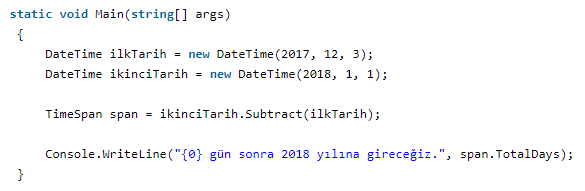 static void Main(string[] args)
{
DateTime ilkTarih = new DateTime(2017, 12, 3);
DateTime ikinciTarih = new DateTime(2018, 1, 1);
TimeSpan span = ikinciTarih.Subtract(ilkTarih);
Console.WriteLine("{0} gün sonra 2018 yılına gireceğiz.", span.TotalDays);
}